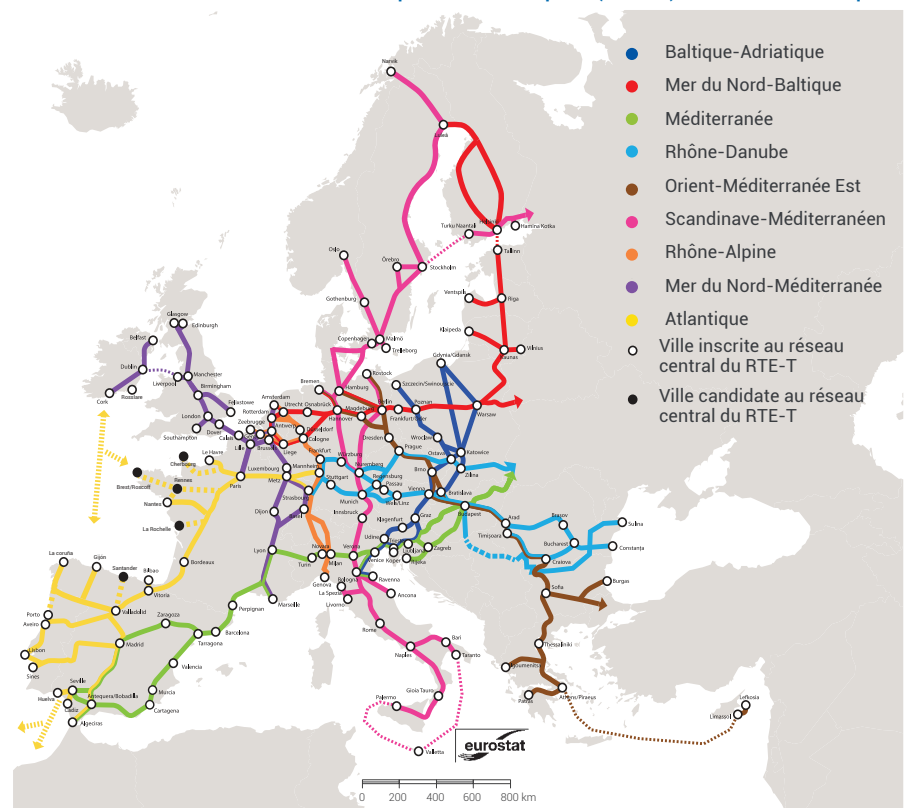 Baltique-Adriatique
Mer du Nord-Baltique
Méditerranée
Rhône-Danube
Orient-Méditerranée Est
Scandinave-Méditerranéen
Rhône-Alpine
Mer du Nord-Méditerranée
Atlantique
Ville inscrite au réseau
central du RTE-T
Ville candidate au réseau
central du RTE-T
Narvik
Luleå
Turku Naantali
Hamina/Kotka
Tallinn
Oslo
Örebro
Stockholm
Gothenburg
Ventspils
Riga
Klaipeda
Kaunas
Vilnius
Copenhagen
Malmö
Trelleborg
Glasgow
Edinburgh
Belfast
Dublin
Liverpool
Manchester
Birmingham
Cork
Rosslare
Felixstowe
London
Dover
Southampton
Calais
Gdynia/Gdansk
Rostock
Szczecin/Swinoujscie
Hamburg
Bremen
Amsterdam
Rotterdam
Utrecht
Osnabrück
Magdeburg
Hannover
Berlin
Frankfurt/Oder
Poznan
Warsaw
Zeebrugge
Antwerp
Düsseldorf
Cologne
Lille
Brussels
Liege
Dresden
Wrocław
Katowice
Ostava
Prague
Frankfurt
Würzburg
Nuremberg
Regensburg
Passau
Wels/Linz
Brno
Zilina
Le Havre
Cherbourg
Brest/Roscoff
Rennes
Paris
Luxembourg
Metz
Mannheim
Strasbourg
Stuttgart
Munich
Vienna
Bratislava
Nantes
La Rochelle
Dijon
Basel
Innsbruck
Graz
Klagenfurt
Budapest
Arad
Timijoara
Brasov
Sulina
Bucharest
Constanta
Craiova
Udine
Trieste
Ljubljana
Zagreb
Koper
Rijeka
Venice
Verona
Milan
Novara
Turin
Lyon
Bordeaux
La coruña
Gijón
Santander
Bilbao
Vitoria
Genova
La Spezia
Bologna
Ravenna
Livorno
Ancona
Marseille
Perpignan
Sofia
Burgas
Porto
Aveiro
Valladolid
Zaragoza
Barcelona
Tarragona
Madrid
Lisbon
Sines
Valencia
Rome
Naples
Bari
Taranto
Thessaliniki
Igoumenitsa
Seville
Huelva
Cadiz
Antequera/Bobadilla
Algeciras
Murcia
Cartagena
Palermo
Gioia Tauro
Patras
Athens/Piraeus
Lefkosia
Limassol
Valletta
eurostat
0 200 400 600 800 km